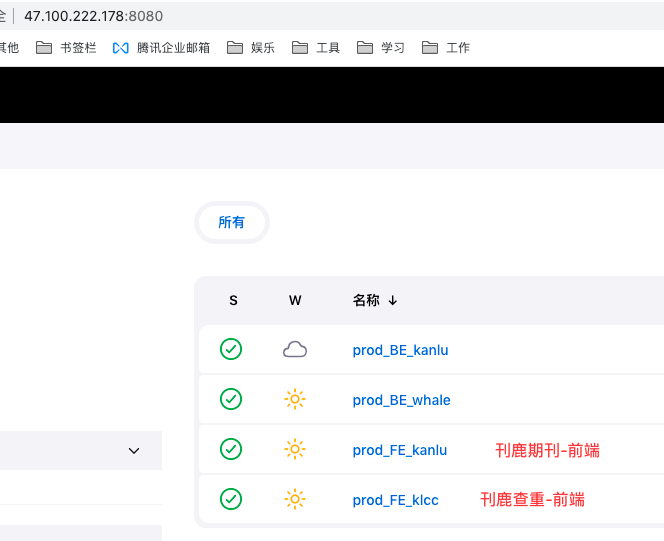 全 47.100.222.178:8080
其他 书签栏 腾讯企业邮箱 娱乐 工具 学习 工作
所有
S W 名称 ↓
prod_BE_kanlu
prod_BE_whale
prod_FE_kanlu 刊鹿期刊-前端
prod_FE_klcc 刊鹿查重-前端